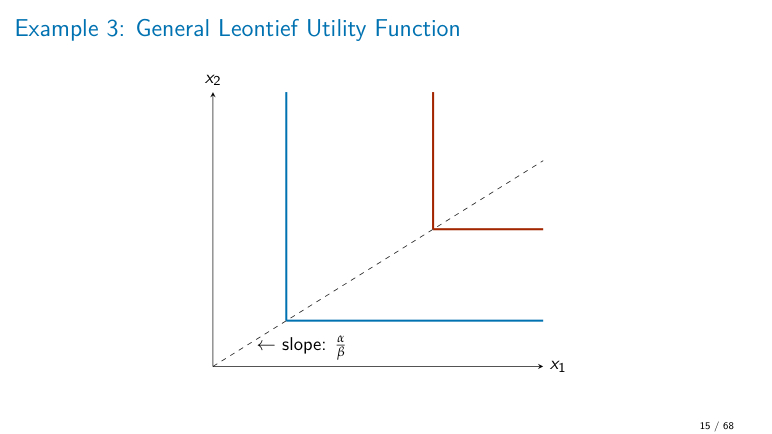 Example 3: General Leontief Utility Function
x₂
← slope: α/β
x₁
15 / 68